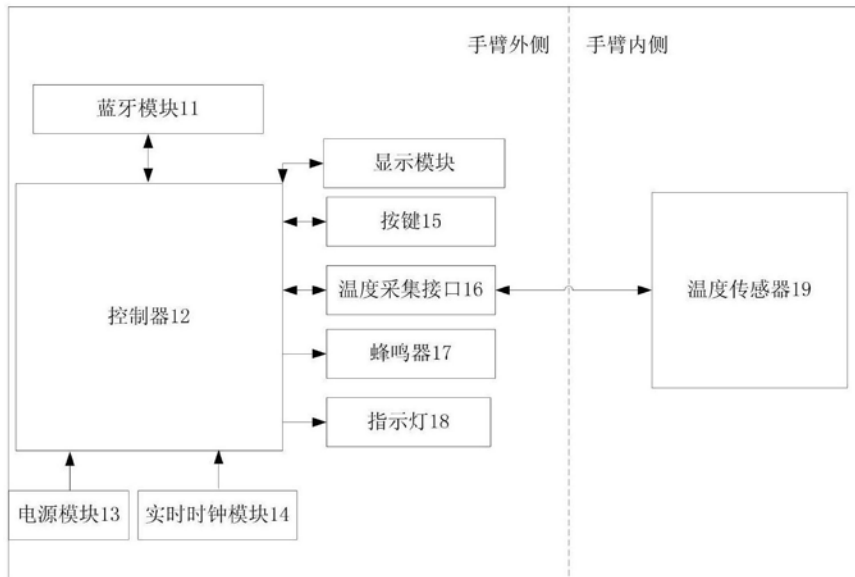 手臂外侧
手臂内侧
蓝牙模块11
显示模块
按键15
温度采集接口16
温度传感器19
控制器12
蜂鸣器17
指示灯18
电源模块13
实时时钟模块14